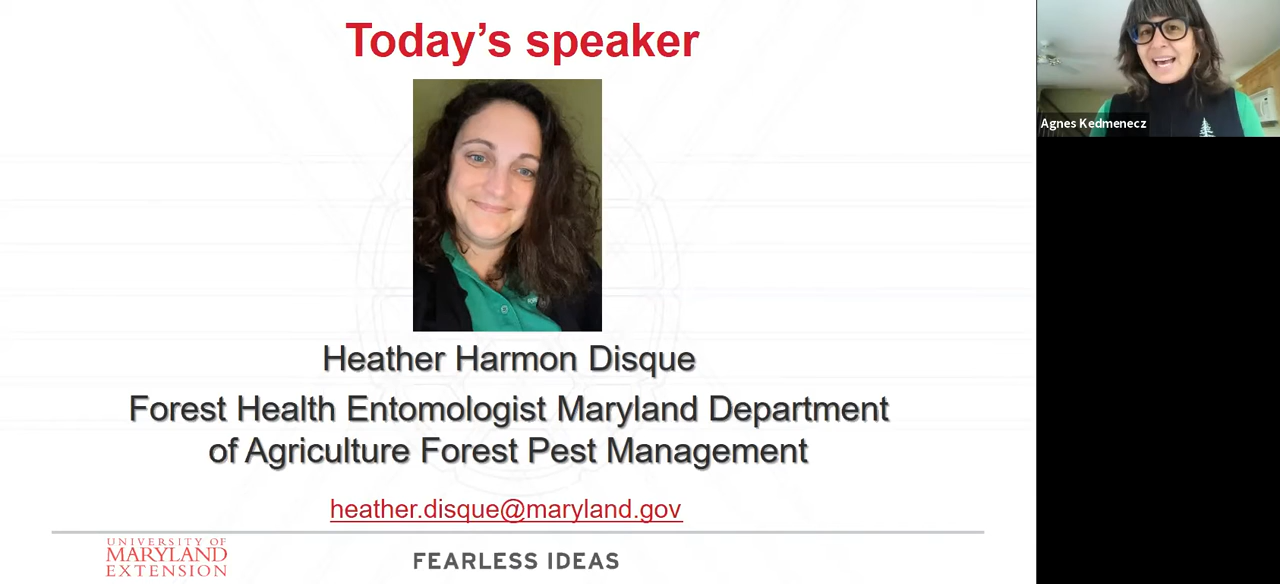 Today's speaker
Agnes Kedmenecz
Heather Harmon Disque
Forest Health Entomologist Maryland Department
of Agriculture Forest Pest Management
heather.disque@maryland.gov
UNIVERSITY OF
MARYLAND
EXTENSION
FEARLESS IDEAS